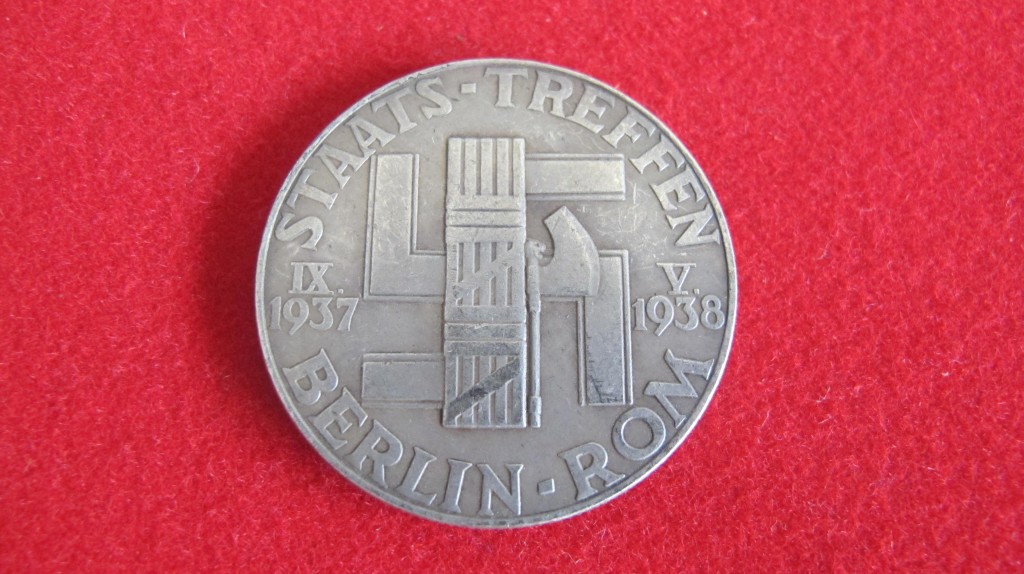 STAATS-TREFFEN
IX.
1937
V.
1938
BERLIN-ROM